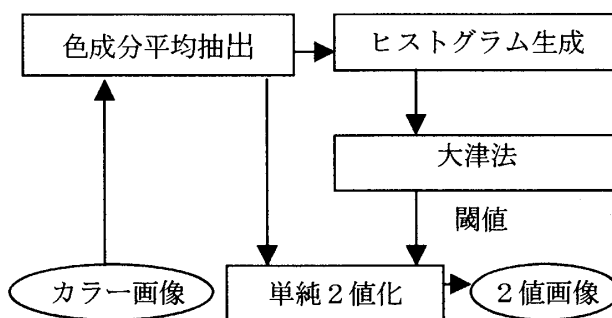 色成分平均抽出
ヒストグラム生成
大津法
閾値
カラー画像
単純２値化
２値画像